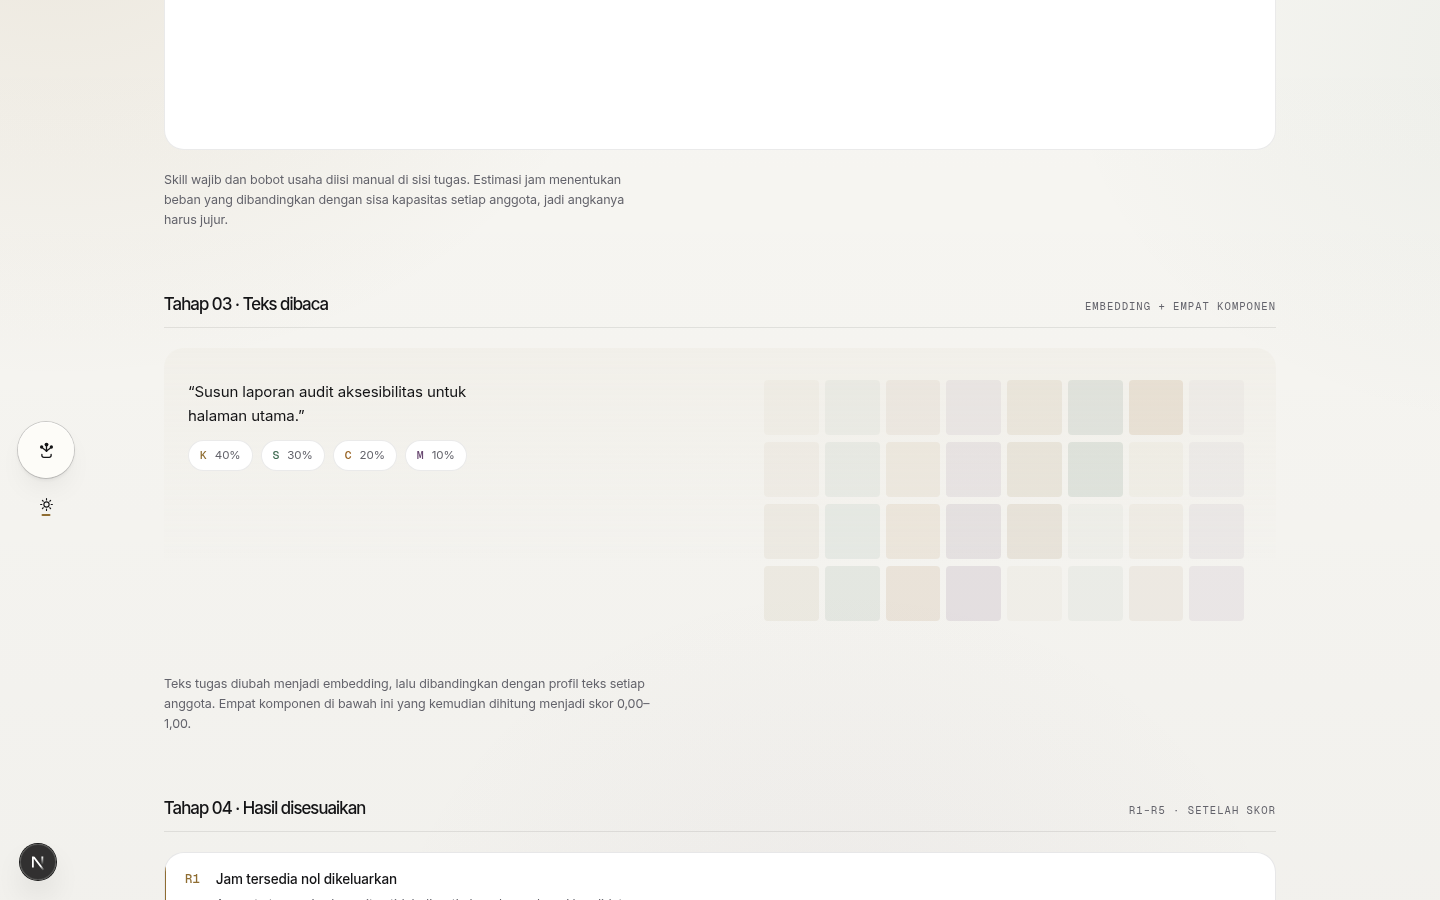 Skill wajib dan bobot usaha diisi manual di sisi tugas. Estimasi jam menentukan
beban yang dibandingkan dengan sisa kapasitas setiap anggota, jadi angkanya
harus jujur.
Tahap 03 · Teks dibaca
EMBEDDING + EMPAT KOMPONEN
“Susun laporan audit aksesibilitas untuk
halaman utama.”
K 40% S 30% C 20% M 10%
Teks tugas diubah menjadi embedding, lalu dibandingkan dengan profil teks setiap
anggota. Empat komponen di bawah ini yang kemudian dihitung menjadi skor 0,00–
1,00.
Tahap 04 · Hasil disesuaikan
R1–R5 · SETELAH SKOR
R1 Jam tersedia nol dikeluarkan
N